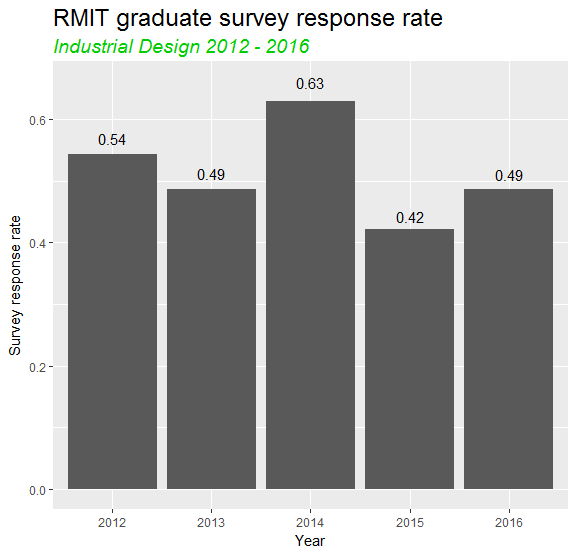 RMIT graduate survey response rate
Industrial Design 2012 - 2016
Survey response rate
0.6
0.4
0.2
0.0
0.54
0.49
0.63
0.42
0.49
2012 2013 2014 2015 2016
Year